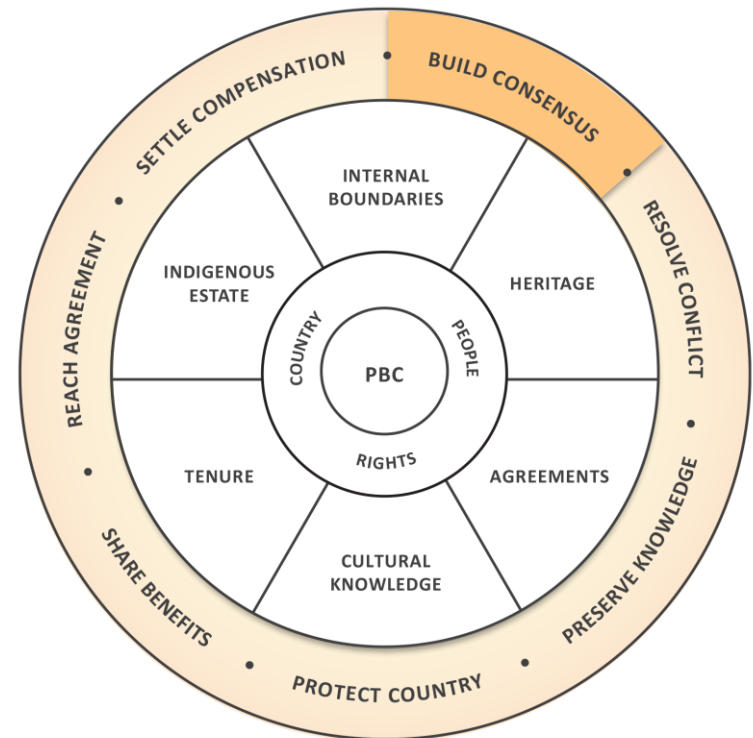 BUILD CONSENSUS
RESOLVE CONFLICT
PRESERVE KNOWLEDGE
PROTECT COUNTRY
SHARE BENEFITS
REACH AGREEMENT
SETTLE COMPENSATION
INTERNAL
BOUNDARIES
HERITAGE
AGREEMENTS
CULTURAL
KNOWLEDGE
TENURE
INDIGENOUS
ESTATE
COUNTRY
PEOPLE
RIGHTS
PBC